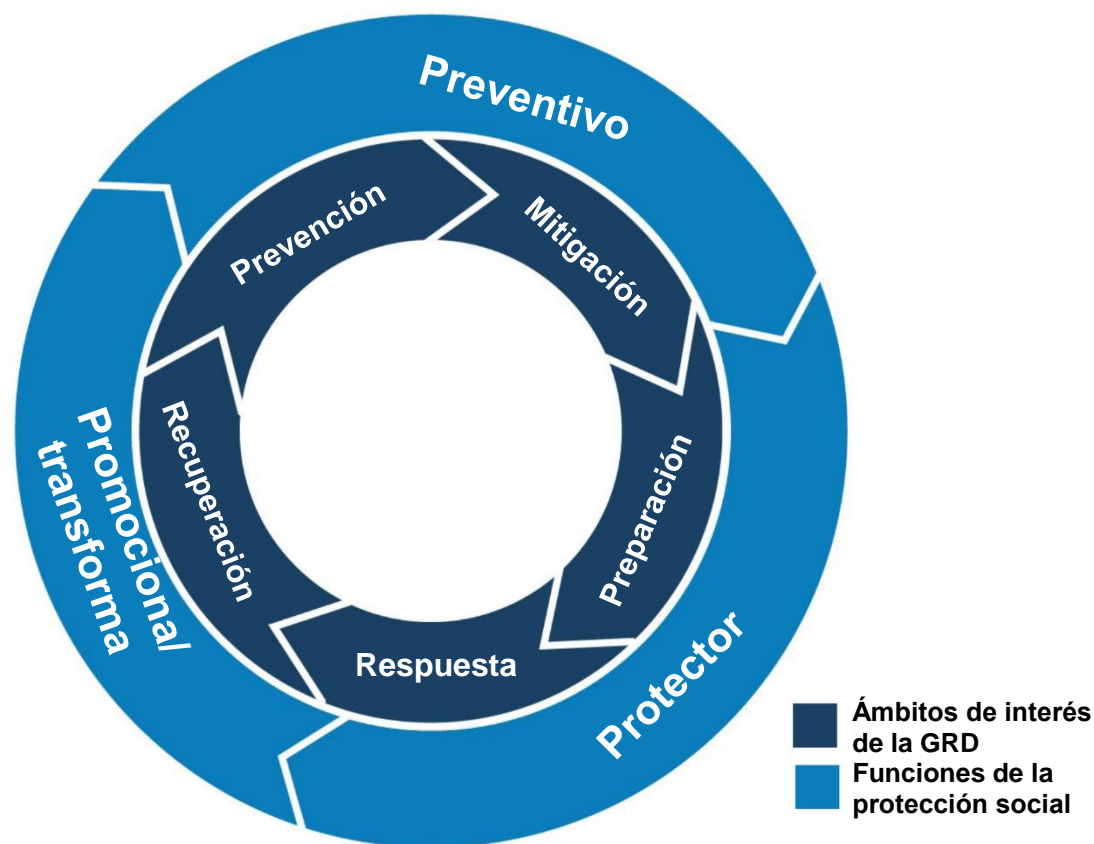 Preventivo
Prevención
Mitigación
Preparación
Respuesta
Recuperación
Protector
Promocional/
transforma
Ámbitos de interés
de la GRD
Funciones de la
protección social